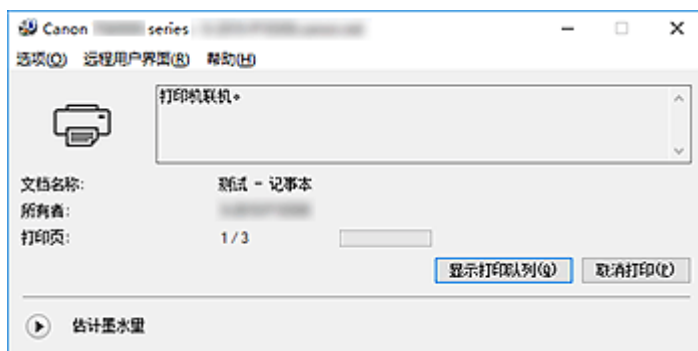 Canon series
选项(O) 远程用户界面(R) 帮助(H)
打印机联机。
文档名称: 测试 - 记事本
所有者:
打印页: 1/3
显示打印队列(Q) 取消打印(P)
估计墨水量